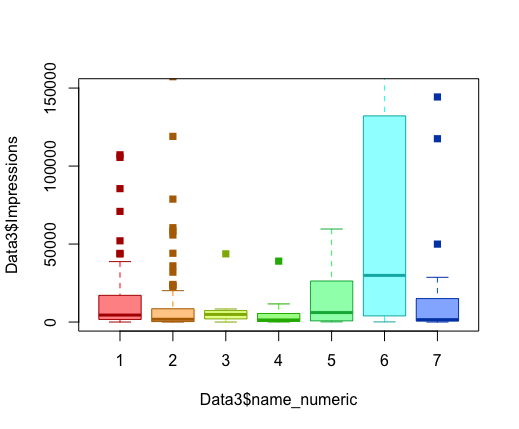 Data3$Impressions
150000
100000
50000
0
1 2 3 4 5 6 7
Data3$name_numeric